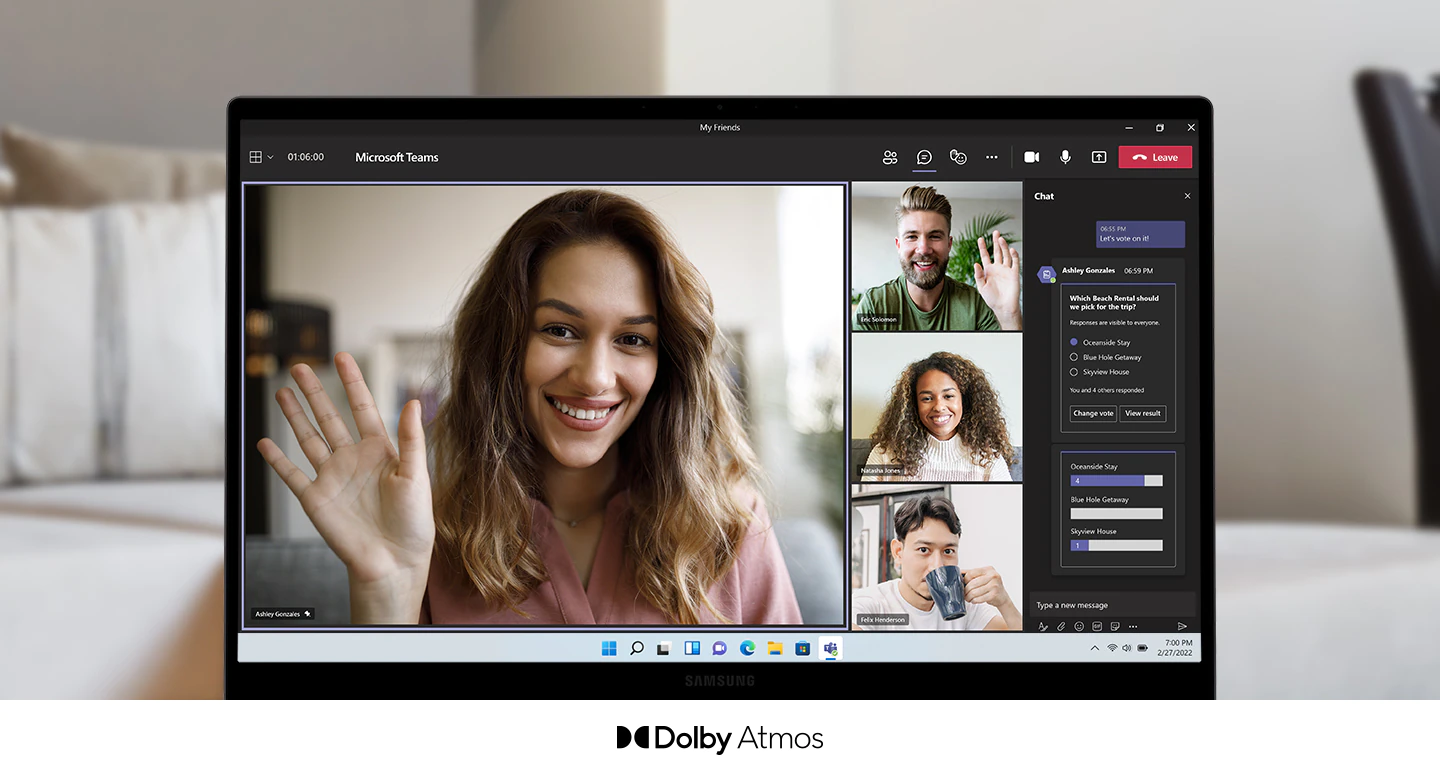 My Friends
01:06:00
Microsoft Teams
Leave
Ashley Gonzales
Eric Solomon
Natasha Jones
Felix Henderson
Chat
06:55 PM
Let's vote on it!
Ashley Gonzales 06:59 PM
Which Beach Rental should
we pick for the trip?
Responses are visible to everyone.
Oceanside Stay
Blue Hole Getaway
Skyview House
You and 4 others responded
Change vote
View result
Oceanside Stay
4
Blue Hole Getaway
Skyview House
1
Type a new message
GIF
7:00 PM
2/27/2022
SAMSUNG
Dolby Atmos